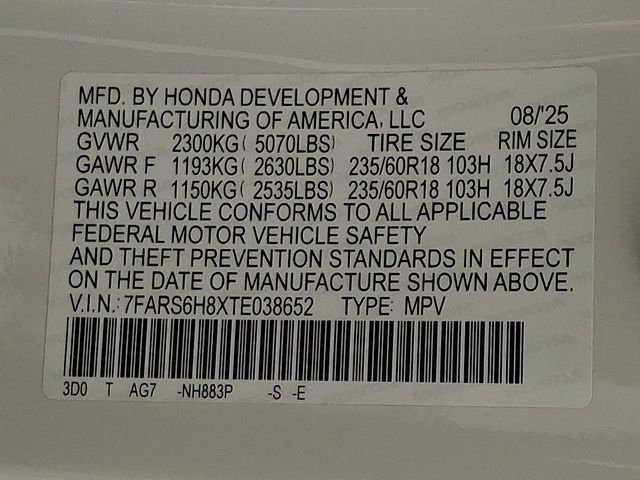 MFD. BY HONDA DEVELOPMENT &
MANUFACTURING OF AMERICA, LLC 08/'25
GVWR 2300KG( 5070LBS) TIRE SIZE RIM SIZE
GAWR F 1193KG( 2630LBS) 235/60R18 103H 18X7.5J
GAWR R 1150KG( 2535LBS) 235/60R18 103H 18X7.5J
THIS VEHICLE CONFORMS TO ALL APPLICABLE
FEDERAL MOTOR VEHICLE SAFETY
AND THEFT PREVENTION STANDARDS IN EFFECT
ON THE DATE OF MANUFACTURE SHOWN ABOVE.
V.I.N.: 7FARS6H8XTE038652 TYPE: MPV
3D0 T AG7 -NH883P -S -E